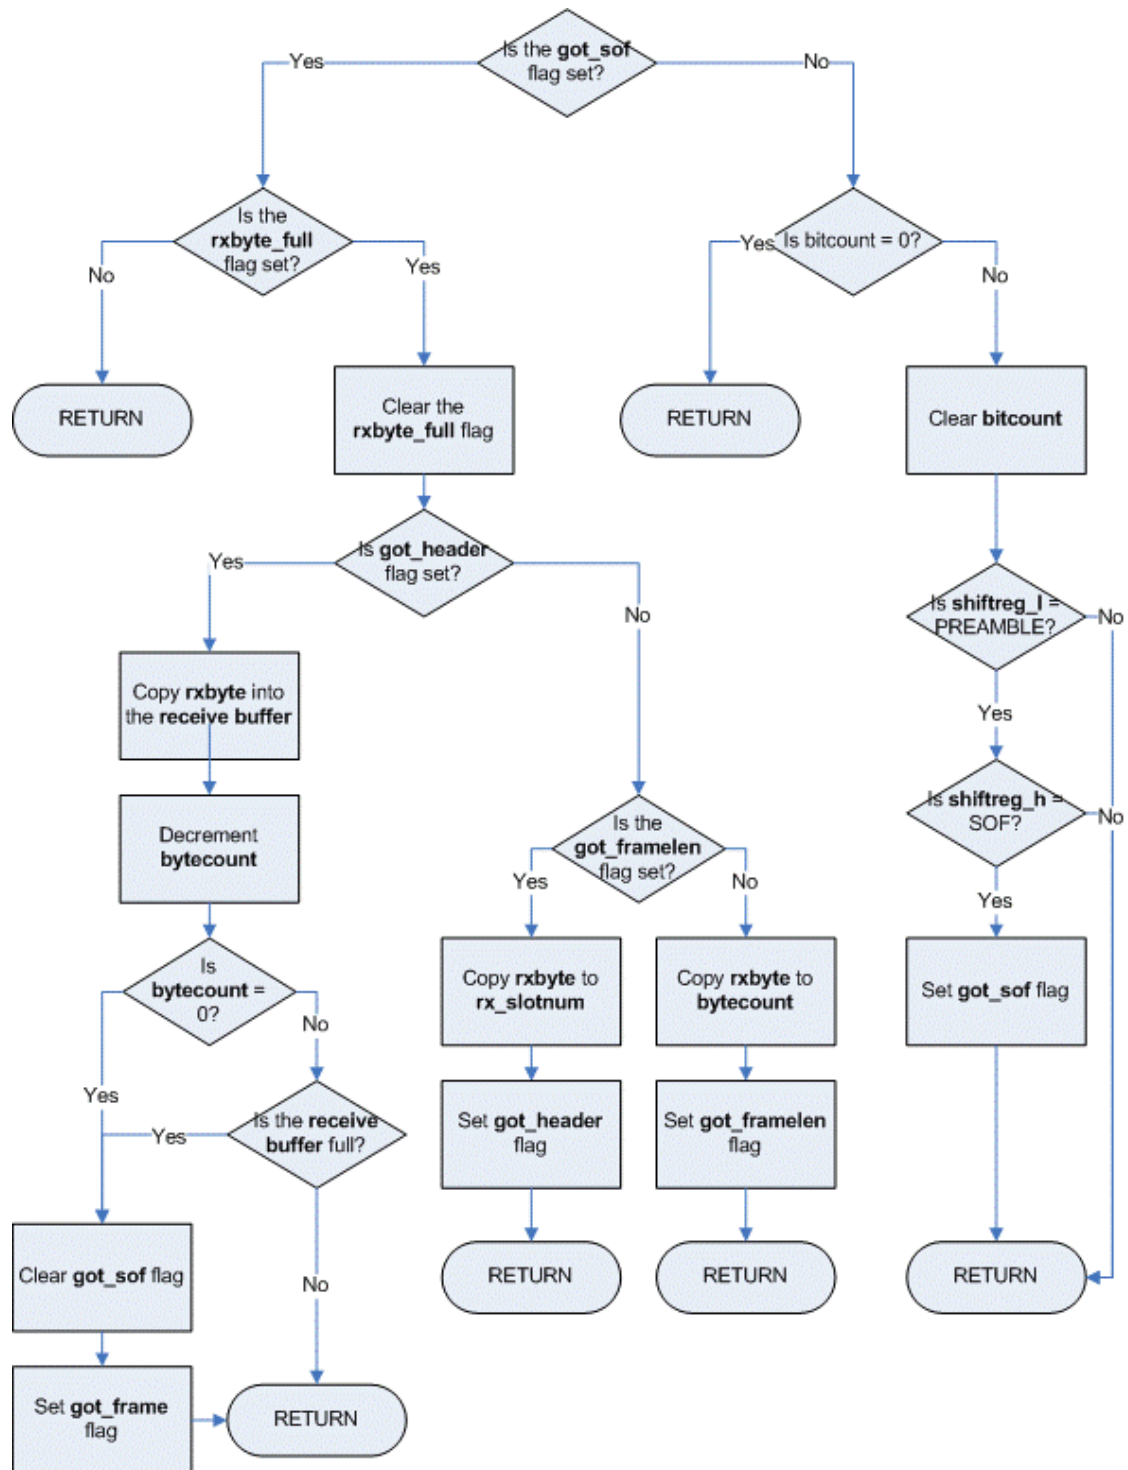 Is the got_sof
flag set?
Yes
No
Is the
rxbyte_full
flag set?
Is bitcount = 0?
Yes
No
Yes
No
RETURN
Clear the
rxbyte_full flag
RETURN
Clear bitcount
Is got_header
flag set?
Yes
No
Is shiftreg_l =
PREAMBLE?
No
Copy rxbyte into
the receive buffer
Yes
Decrement
bytecount
Is the
got_framelen
flag set?
Is shiftreg_h =
SOF?
No
Yes
No
Yes
Is
bytecount =
0?
Copy rxbyte to
rx_slotnum
Copy rxbyte to
bytecount
Set got_sof flag
No
Yes
Is the receive
buffer full?
Yes
Set got_header
flag
Set got_framelen
flag
Clear got_sof flag
No
RETURN
RETURN
RETURN
Set got_frame
flag
RETURN